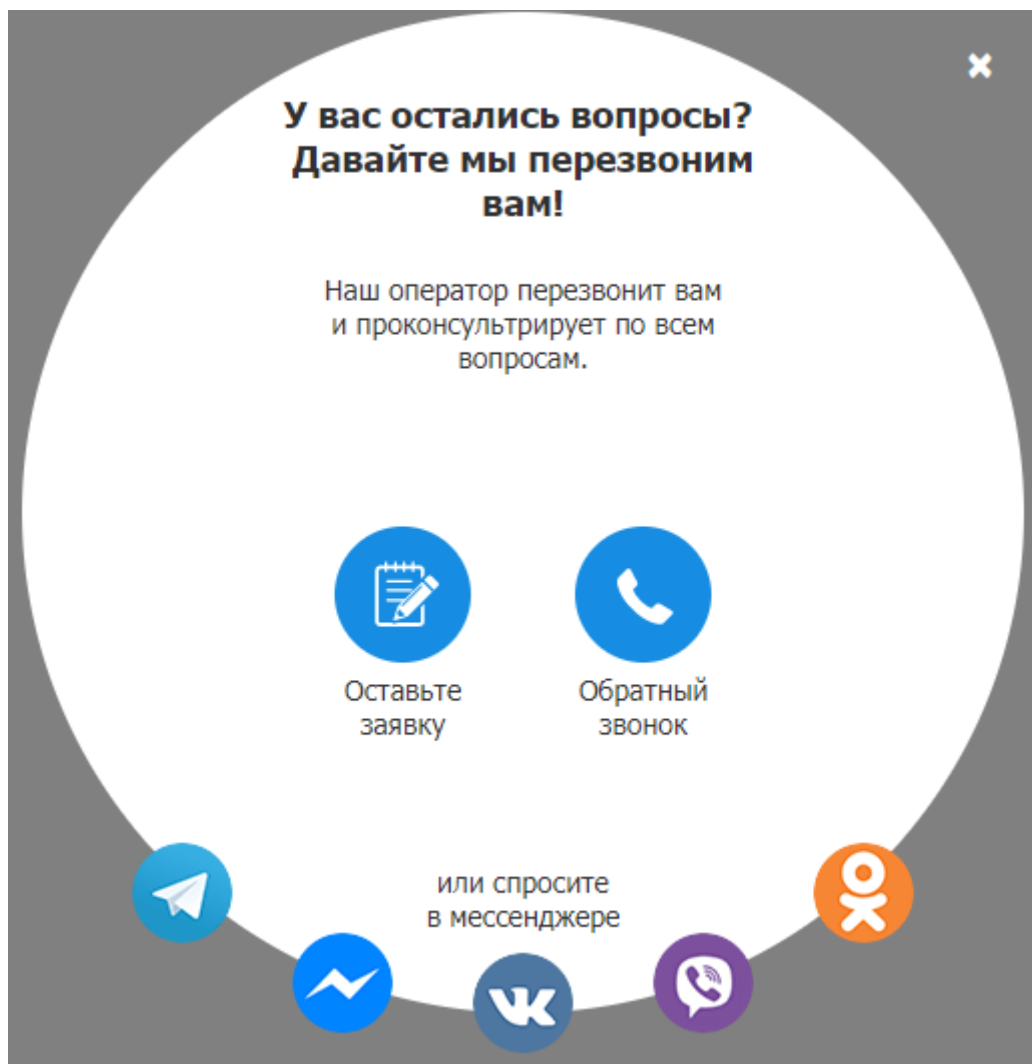 У вас остались вопросы?
Давайте мы перезвоним
вам!
Наш оператор перезвонит вам
и проконсультрирует по всем
вопросам.
Оставьте
заявку
Обратный
звонок
или спросите
в мессенджере